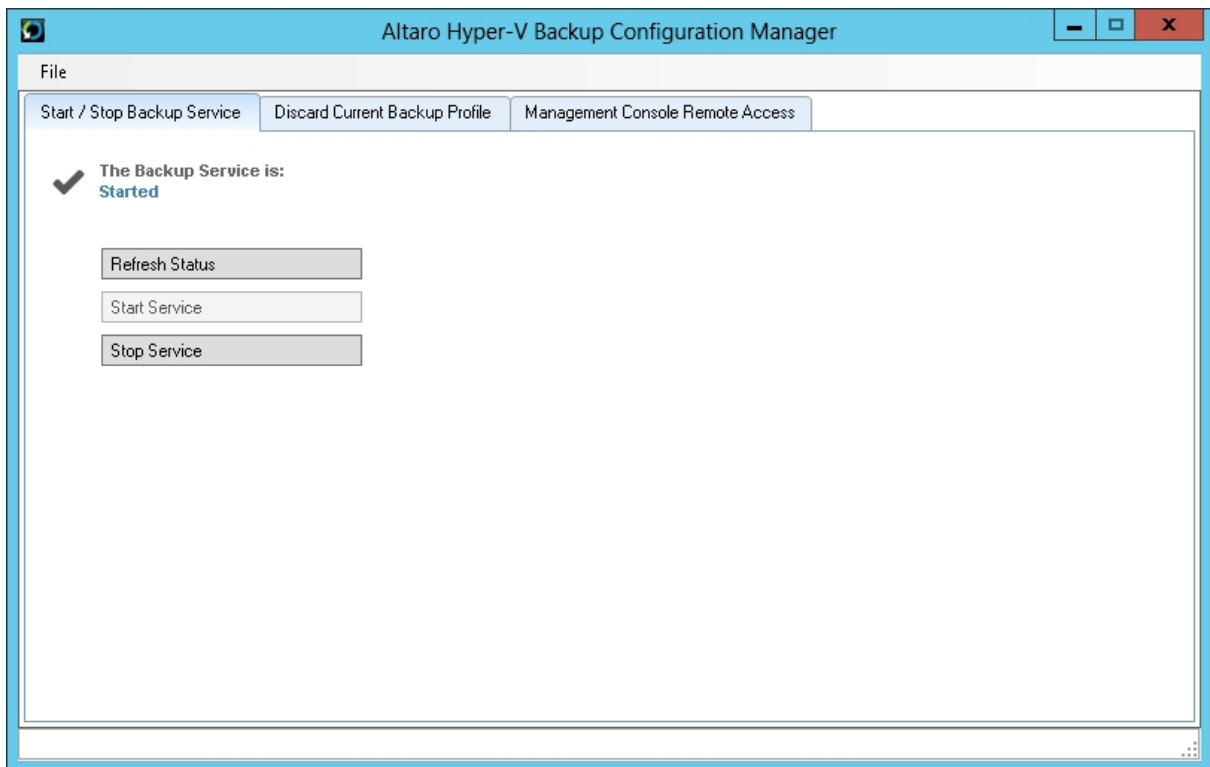 Altaro Hyper-V Backup Configuration Manager
File
Start / Stop Backup Service
Discard Current Backup Profile
Management Console Remote Access
The Backup Service is:
Started
Refresh Status
Start Service
Stop Service